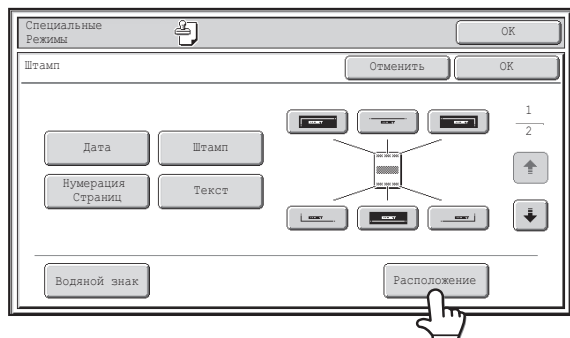 Специальные
Режимы
OK
Штамп
Отменить
OK
1
2
Дата
Штамп
Нумерация
Страниц
Текст
Водяной знак
Расположение